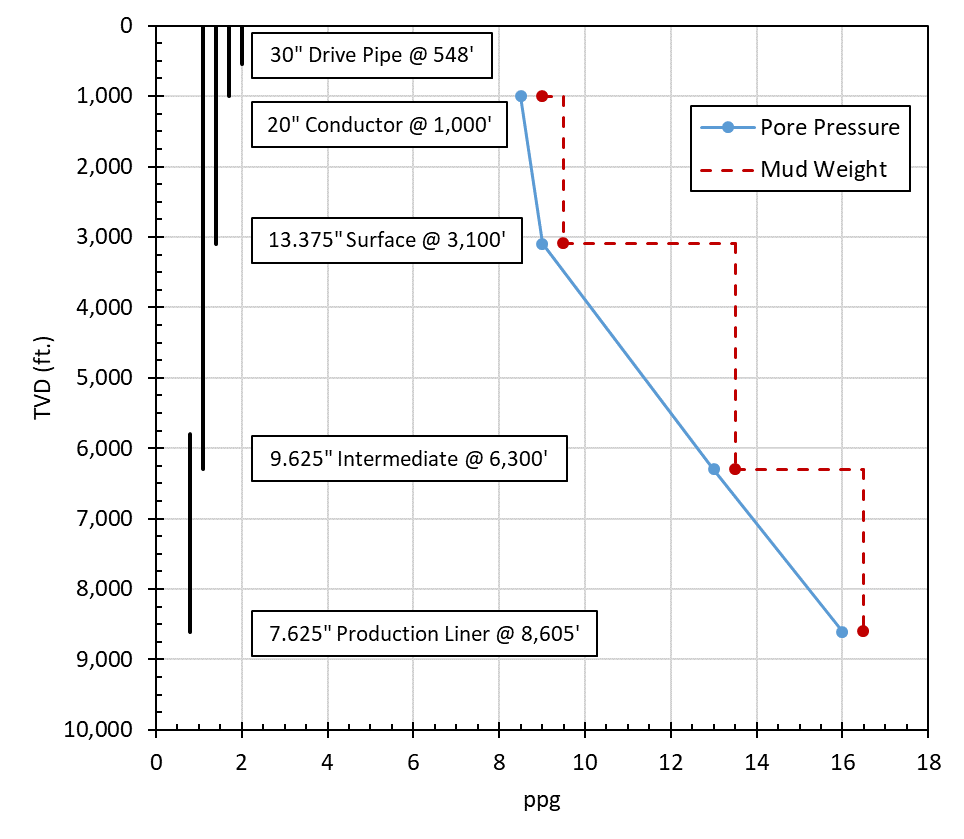 0
30" Drive Pipe @ 548'
1,000
20" Conductor @ 1,000'
Pore Pressure
Mud Weight
2,000
3,000
13.375" Surface @ 3,100'
4,000
5,000
TVD (ft.)
6,000
9.625" Intermediate @ 6,300'
7,000
8,000
7.625" Production Liner @ 8,605'
9,000
10,000
0 2 4 6 8 10 12 14 16 18
ppg